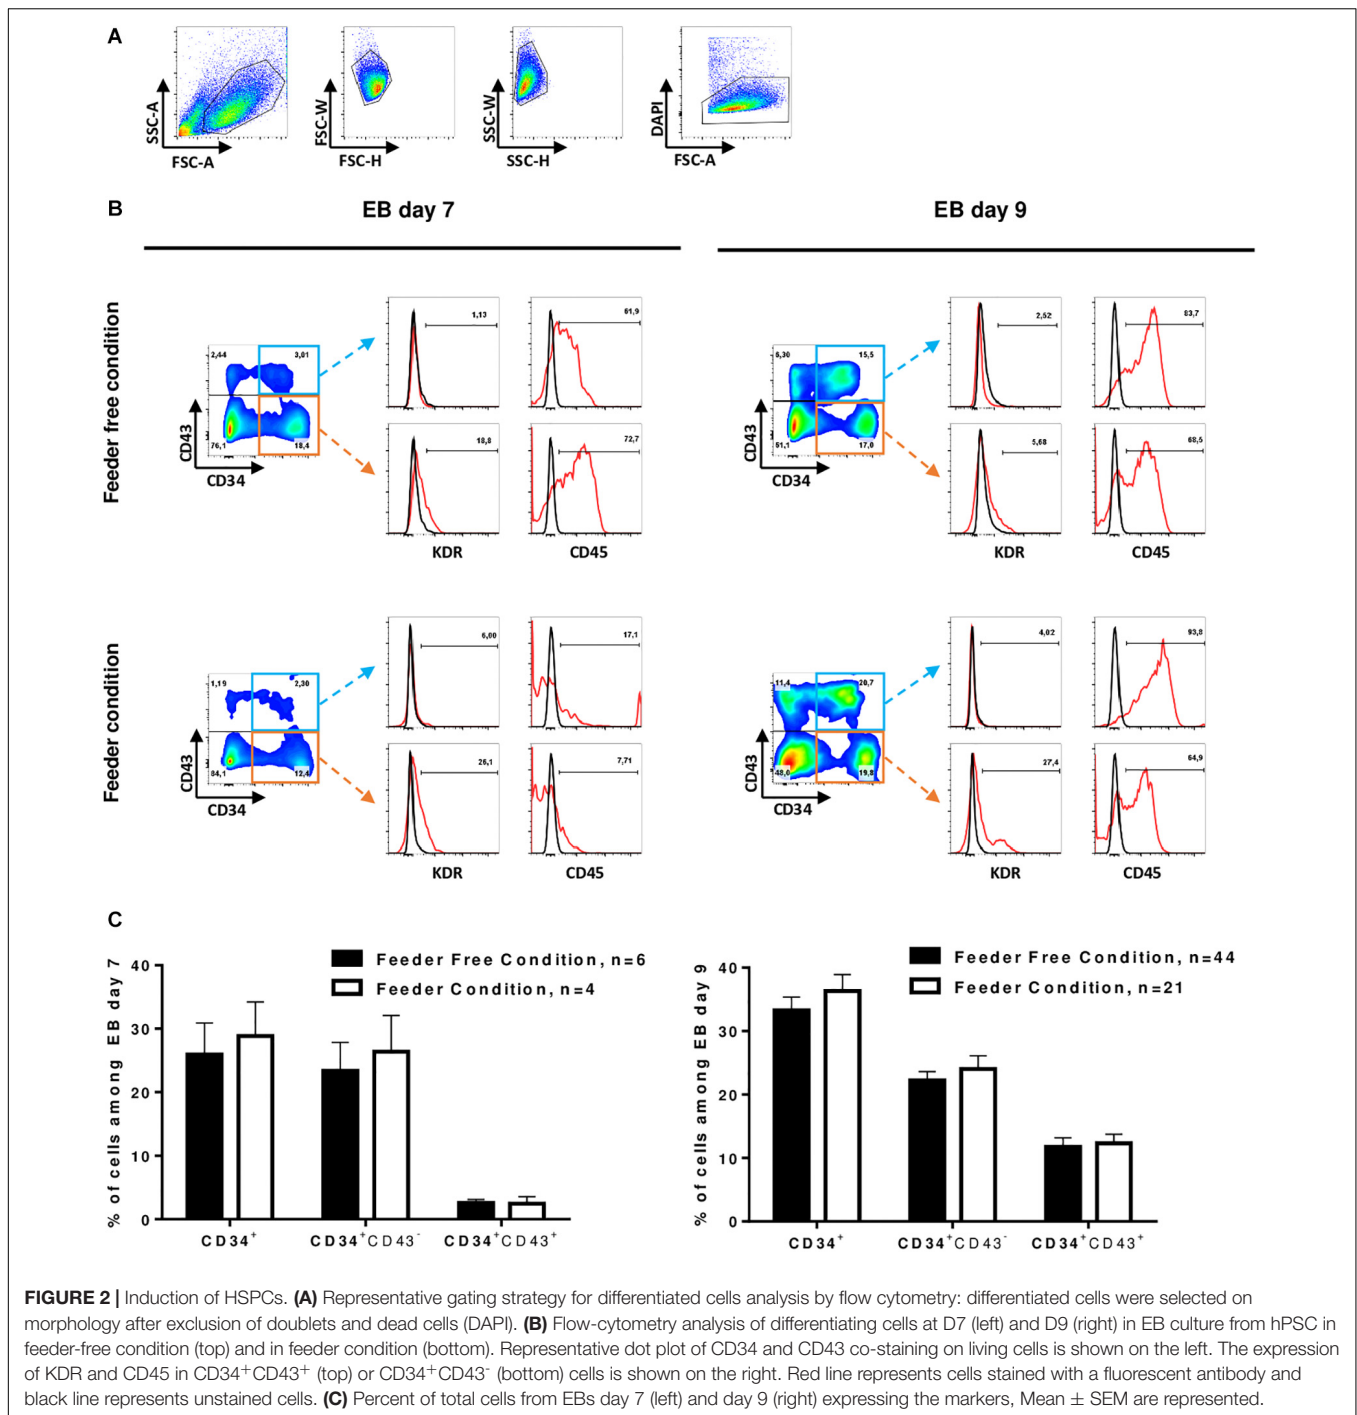 A
SSC-A
FSC-A
FSC-W
FSC-H
SSC-W
SSC-H
DAPI
FSC-A
B
EB day 7
EB day 9
Feeder free condition
2,44
3,01
76,1
18,4
CD43
CD34
1,13
61,9
18,8
72,7
KDR
CD45
5,30
15,5
61,1
17,0
CD43
CD34
2,52
83,7
5,68
68,5
KDR
CD45
Feeder condition
1,19
2,30
84,1
12,4
CD43
CD34
6,00
17,1
26,1
7,71
KDR
CD45
11,4
20,7
48,0
19,8
CD43
CD34
4,02
93,8
27,4
64,9
KDR
CD45
C
% of cells among EB day 7
40
30
20
10
0
Feeder Free Condition, n=6
Feeder Condition, n=4
CD34+
CD34+CD43-
CD34+CD43+
% of cells among EB day 9
40
30
20
10
0
Feeder Free Condition, n=44
Feeder Condition, n=21
CD34+
CD34+CD43-
CD34+CD43+
FIGURE 2 | Induction of HSPCs. (A) Representative gating strategy for differentiated cells analysis by flow cytometry: differentiated cells were selected on
morphology after exclusion of doublets and dead cells (DAPI). (B) Flow-cytometry analysis of differentiating cells at D7 (left) and D9 (right) in EB culture from hPSC in
feeder-free condition (top) and in feeder condition (bottom). Representative dot plot of CD34 and CD43 co-staining on living cells is shown on the left. The expression
of KDR and CD45 in CD34+CD43+ (top) or CD34+CD43- (bottom) cells is shown on the right. Red line represents cells stained with a fluorescent antibody and
black line represents unstained cells. (C) Percent of total cells from EBs day 7 (left) and day 9 (right) expressing the markers, Mean ± SEM are represented.